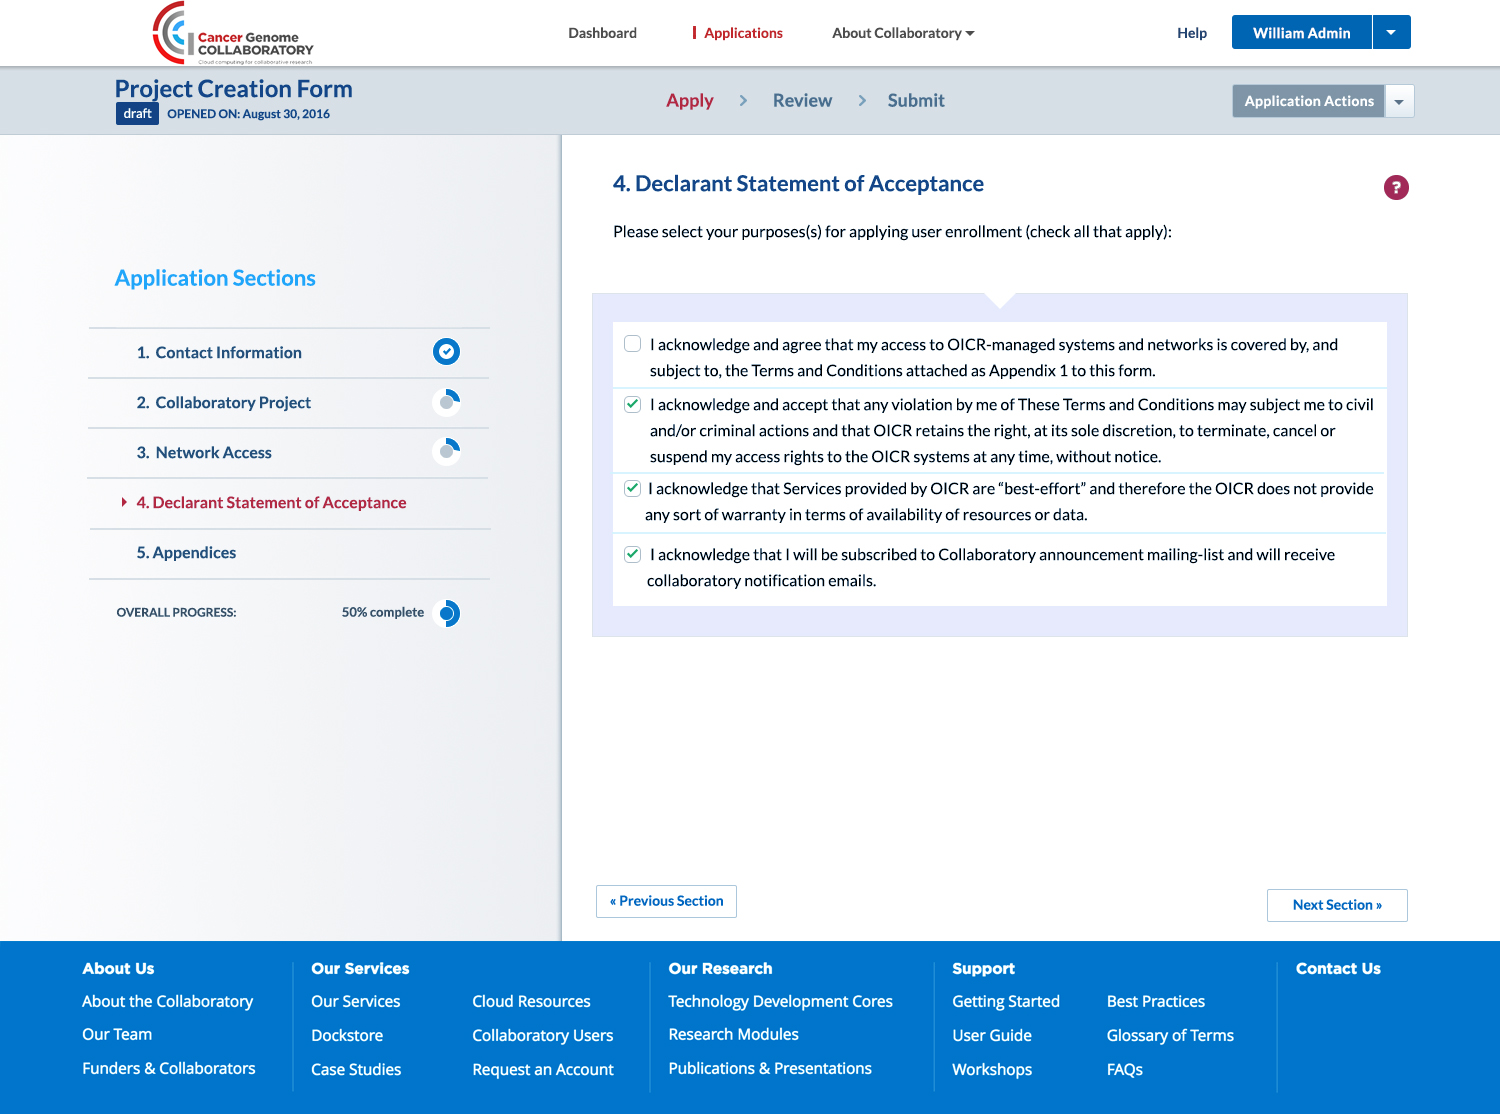 Cancer Genome
COLLABORATORY
Cloud computing for collaborative research
Dashboard
Applications
About Collaboratory
Help
William Admin
Project Creation Form
draft
OPENED ON: August 30, 2016
Apply
Review
Submit
Application Actions
Application Sections
1. Contact Information
2. Collaboratory Project
3. Network Access
4. Declarant Statement of Acceptance
5. Appendices
OVERALL PROGRESS:
50% complete
4. Declarant Statement of Acceptance
?
Please select your purposes(s) for applying user enrollment (check all that apply):
I acknowledge and agree that my access to OICR-managed systems and networks is covered by, and
subject to, the Terms and Conditions attached as Appendix 1 to this form.
I acknowledge and accept that any violation by me of These Terms and Conditions may subject me to civil
and/or criminal actions and that OICR retains the right, at its sole discretion, to terminate, cancel or
suspend my access rights to the OICR systems at any time, without notice.
I acknowledge that Services provided by OICR are “best-effort” and therefore the OICR does not provide
any sort of warranty in terms of availability of resources or data.
I acknowledge that I will be subscribed to Collaboratory announcement mailing-list and will receive
collaboratory notification emails.
« Previous Section
Next Section »
About Us
About the Collaboratory
Our Team
Funders & Collaborators
Our Services
Our Services
Dockstore
Case Studies
Cloud Resources
Collaboratory Users
Request an Account
Our Research
Technology Development Cores
Research Modules
Publications & Presentations
Support
Getting Started
User Guide
Workshops
Best Practices
Glossary of Terms
FAQs
Contact Us